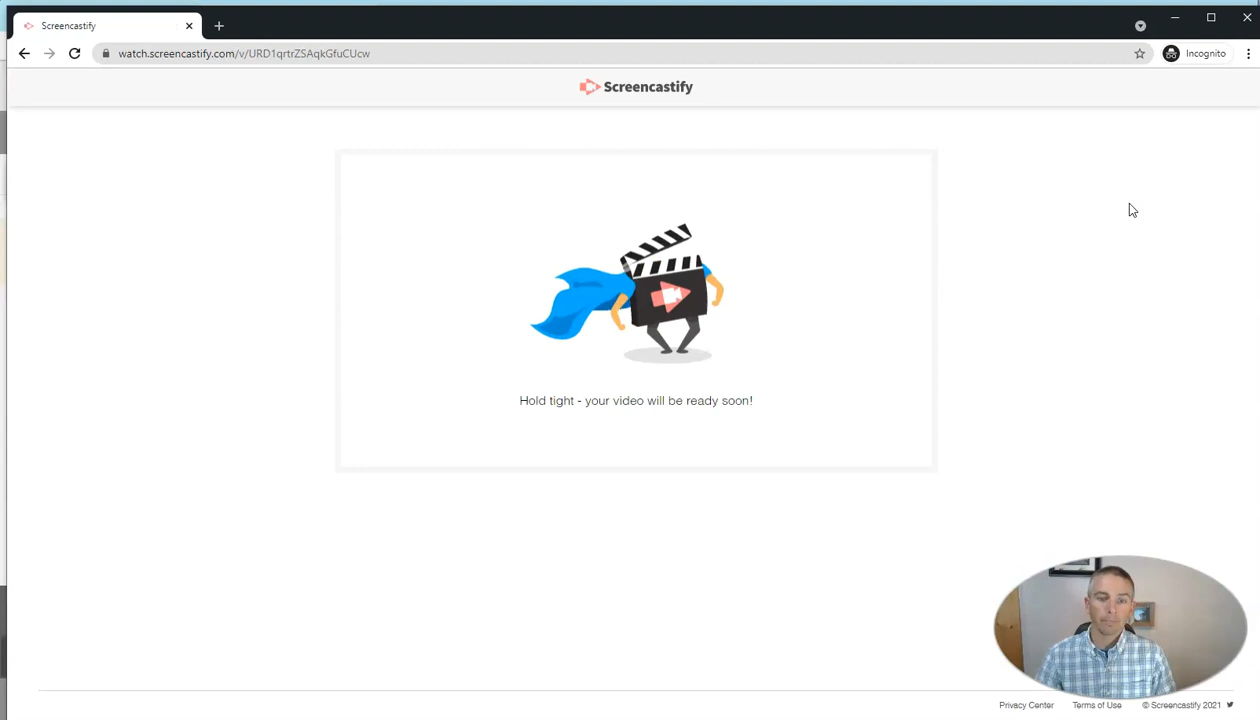 Screencastify
watch.screencastify.com/v/URD1qrtrZSAqkGfuCUcw
Incognito
Screencastify
Hold tight - your video will be ready soon!
Privacy Center
Terms of Use
© Screencastify 2021